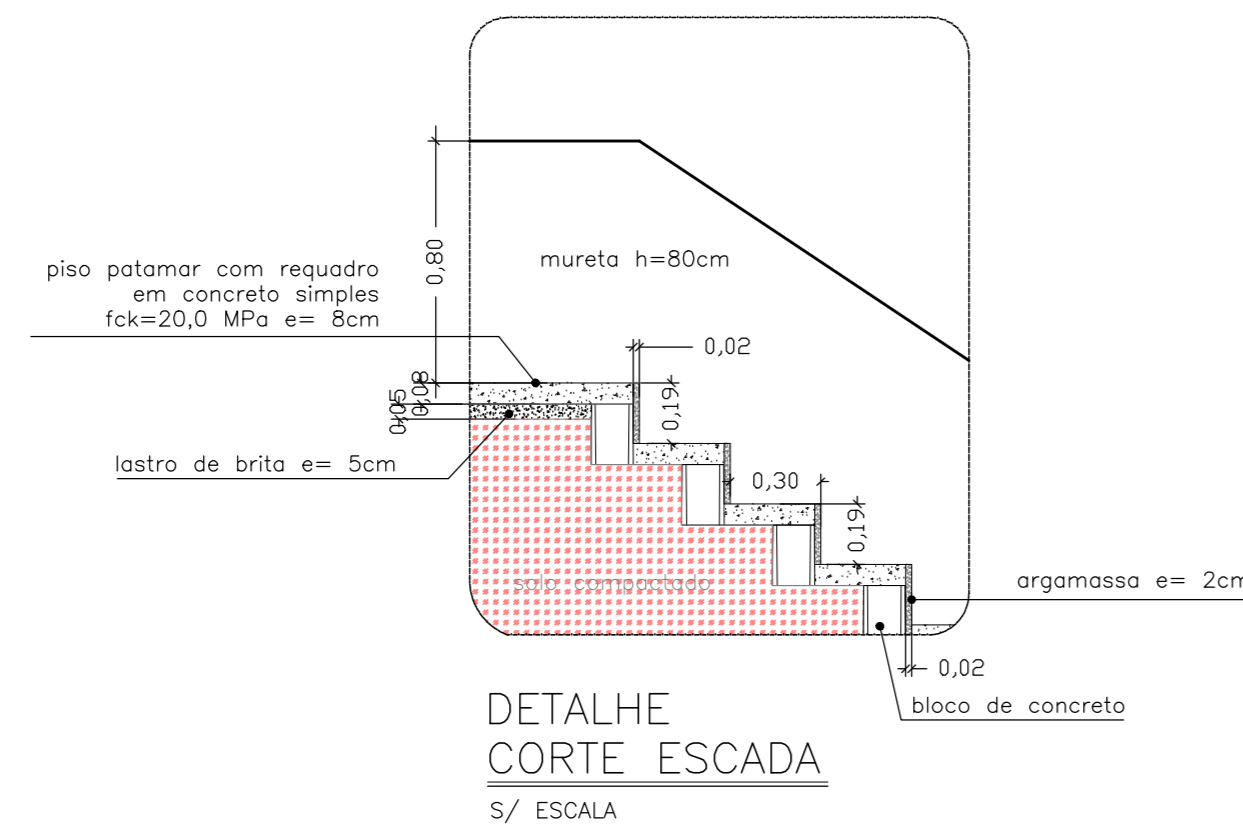 0,80
mureta h=80cm
piso patamar com requadro
em concreto simples
fck=20,0 MPa e= 8cm
0,02
0,05
0,08
0,19
lastro de brita e= 5cm
0,30
0,19
solo compactado
argamassa e= 2cm
0,02
bloco de concreto
DETALHE
CORTE ESCADA
S/ ESCALA